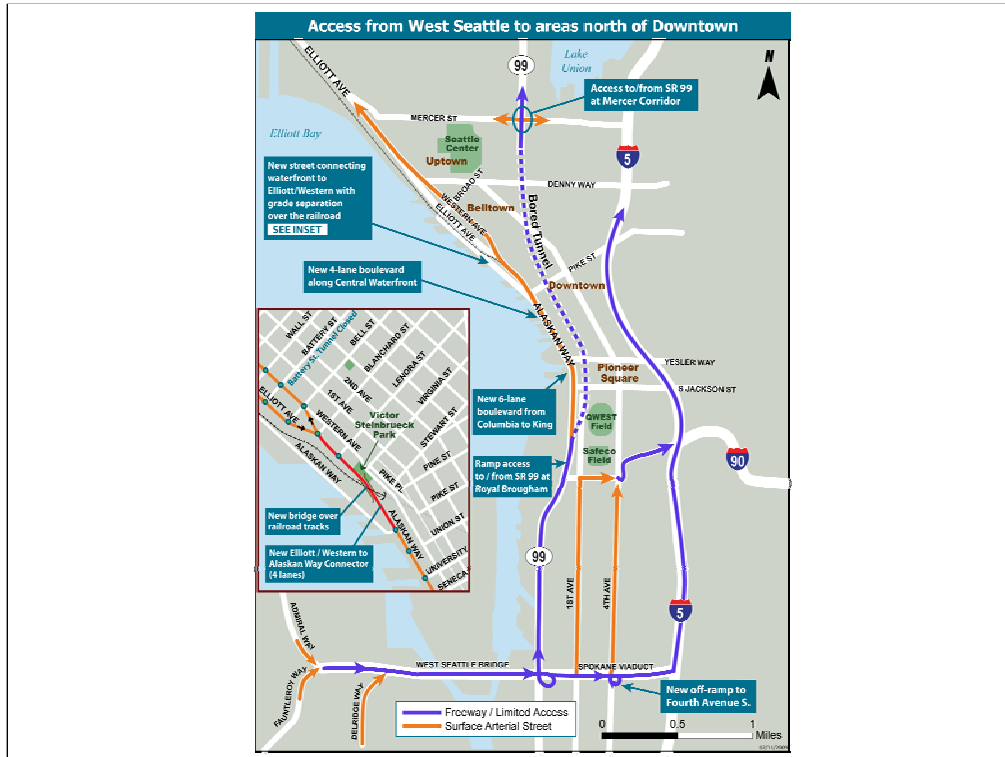 Access from West Seattle to areas north of Downtown
ELLIOTT AVE
99
Lake
Union
N
Access to/from SR 99
at Mercer Corridor
MERCER ST
Elliott Bay
Seattle
Center
Uptown
5
New street connecting
waterfront to
Elliott/Western with
grade separation
over the railroad
SEE INSET
BROAD ST
DENNY WAY
WESTERN AVE
ELLIOTT AVE
Belltown
Bored Tunnel
PIKE ST
New 4-lane boulevard
along Central Waterfront
Downtown
ALASKAN WAY
YESLER WAY
Pioneer
Square
S JACKSON ST
New 6-lane
boulevard from
Columbia to King
QWEST
Field
Safeco
Field
90
Ramp access
to / from SR 99 at
Royal Brougham
WALL ST
BATTERY ST
Battery St. Tunnel Closed
BELL ST
BLANCHARD ST
LENORA ST
VIRGINIA ST
2ND AVE
1ST AVE
STEWART ST
ELLIOTT AVE
WESTERN AVE
Victor
Steinbrueck
Park
ALASKAN WAY
PINE ST
PIKE PL
PIKE ST
UNION ST
ALASKAN WAY
UNIVERSITY
SENECA
New bridge over
railroad tracks
New Elliott / Western to
Alaskan Way Connector
(4 lanes)
99
1ST AVE
4TH AVE
5
ADMIRAL WAY
FAUNTLEROY WAY
WEST SEATTLE BRIDGE
SPOKANE VIADUCT
DELRIDGE WAY
New off-ramp to
Fourth Avenue S.
Freeway / Limited Access
Surface Arterial Street
0 0.5 1
Miles